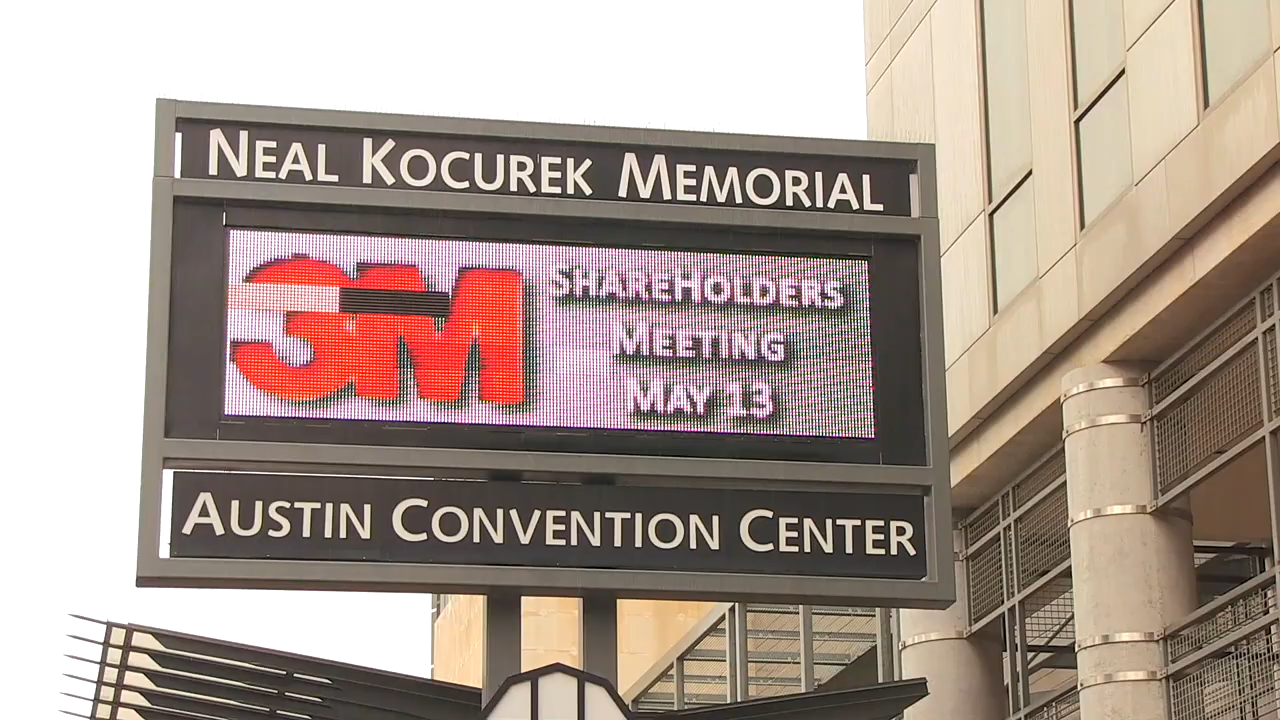 NEAL KOCUREK MEMORIAL
3M
SHAREHOLDERS
MEETING
MAY 13
AUSTIN CONVENTION CENTER